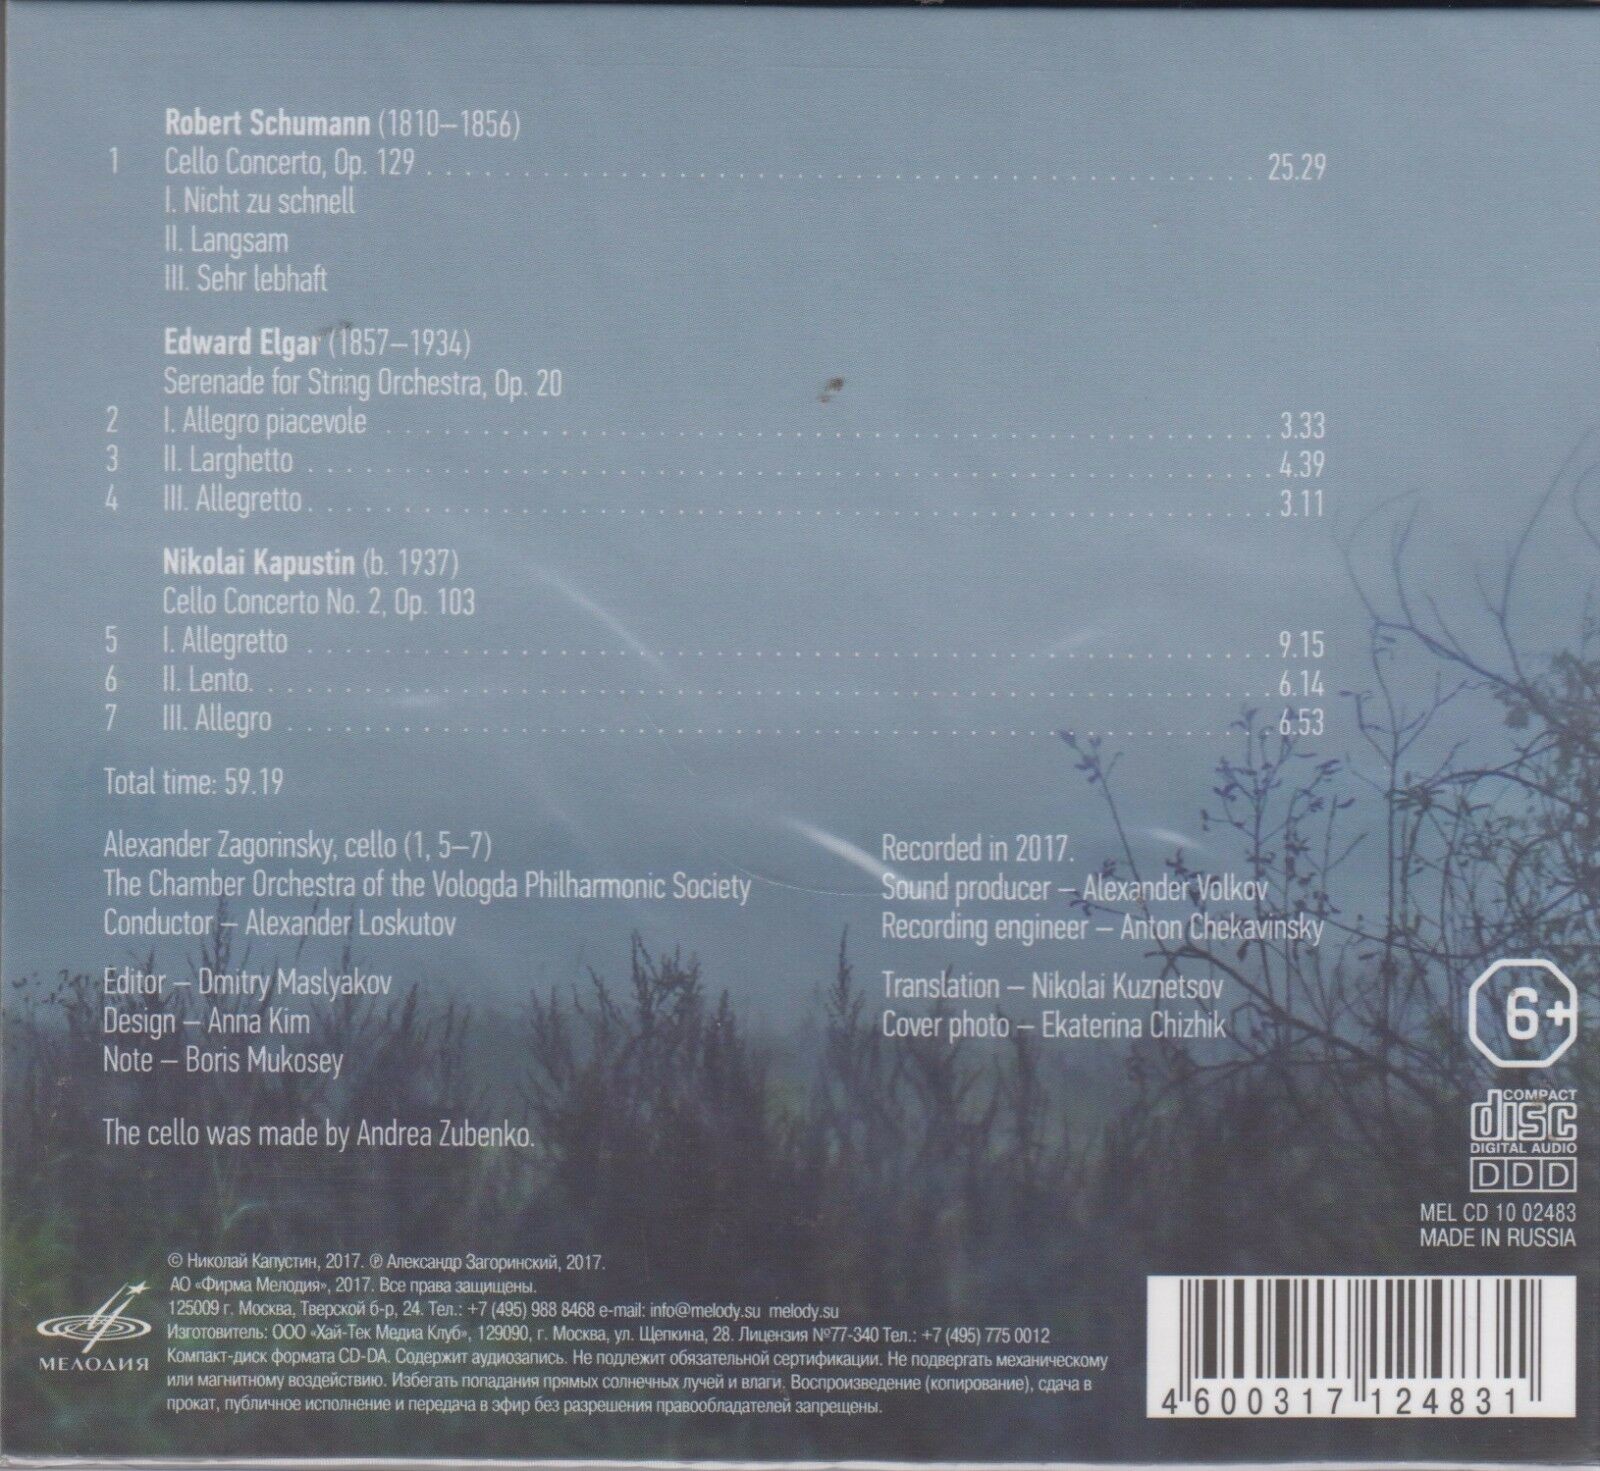 Robert Schumann (1810–1856)
1 Cello Concerto, Op. 129 25.29
I. Nicht zu schnell
II. Langsam
III. Sehr lebhaft
Edward Elgar (1857–1934)
Serenade for String Orchestra, Op. 20
2 I. Allegro piacevole 3.33
3 II. Larghetto 4.39
4 III. Allegretto 3.11
Nikolai Kapustin (b. 1937)
Cello Concerto No. 2, Op. 103
5 I. Allegretto 9.15
6 II. Lento 6.14
7 III. Allegro 6.53
Total time: 59.19
Alexander Zagorinsky, cello (1, 5–7)
The Chamber Orchestra of the Vologda Philharmonic Society
Conductor – Alexander Loskutov
Editor – Dmitry Maslyakov
Design – Anna Kim
Note – Boris Mukosey
The cello was made by Andrea Zubenko.
Recorded in 2017.
Sound producer – Alexander Volkov
Recording engineer – Anton Chekavinsky
Translation – Nikolai Kuznetsov
Cover photo – Ekaterina Chizhik
6+
COMPACT
disc
DIGITAL AUDIO
DDD
MEL CD 10 02483
MADE IN RUSSIA
© Николай Капустин, 2017. ℗ Александр Загоринский, 2017.
АО «Фирма Мелодия», 2017. Все права защищены.
125009 г. Москва, Тверской б-р, 24. Тел.: +7 (495) 988 8468 e-mail: info@melody.su melody.su
Изготовитель: ООО «Хай-Тек Медиа Клуб», 129090, г. Москва, ул. Щепкина, 28. Лицензия №77-340 Тел.: +7 (495) 775 0012
Компакт-диск формата CD-DA. Содержит аудиозапись. Не подлежит обязательной сертификации. Не подвергать механическому
или магнитному воздействию. Избегать попадания прямых солнечных лучей и влаги. Воспроизведение (копирование), сдача в
прокат, публичное исполнение и передача в эфир без разрешения правообладателей запрещены.
МЕЛОДИЯ
4 600317 124831